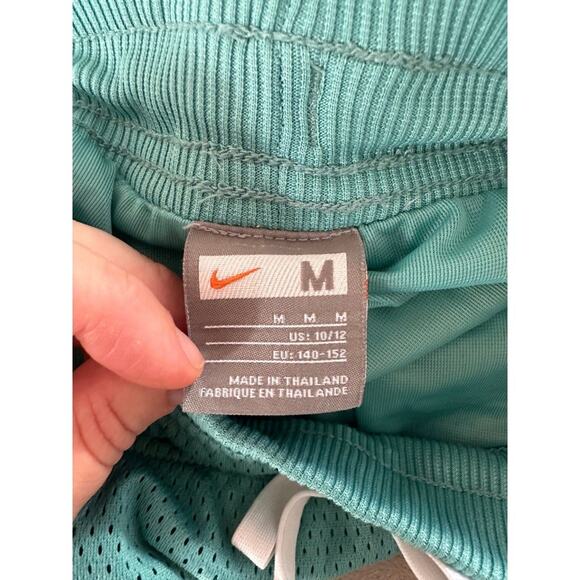 M
M M M
US: 10/12
EU: 140-152
MADE IN THAILAND
FABRIQUE EN THAILANDE